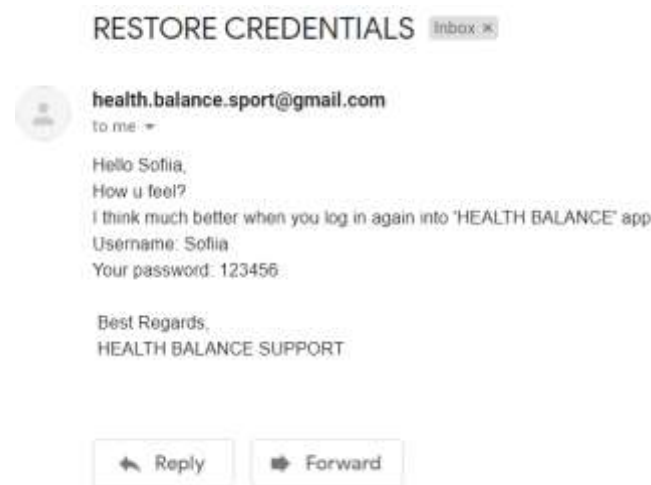 RESTORE CREDENTIALS Inbox ×
health.balance.sport@gmail.com
to me
Hello Sofiia,
How u feel?
I think much better when you log in again into 'HEALTH BALANCE' app
Username: Sofiia
Your password: 123456
Best Regards,
HEALTH BALANCE SUPPORT
Reply Forward